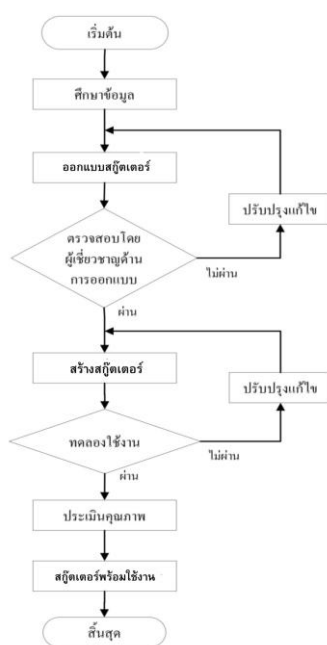 เริ่มต้น
ศึกษาข้อมูล
ออกแบบสกู๊ตเตอร์
ปรับปรุงแก้ไข
ตรวจสอบโดย
ผู้เชี่ยวชาญด้าน
การออกแบบ
ไม่ผ่าน
ผ่าน
สร้างสกู๊ตเตอร์
ปรับปรุงแก้ไข
ทดลองใช้งาน
ไม่ผ่าน
ผ่าน
ประเมินคุณภาพ
สกู๊ตเตอร์พร้อมใช้งาน
สิ้นสุด